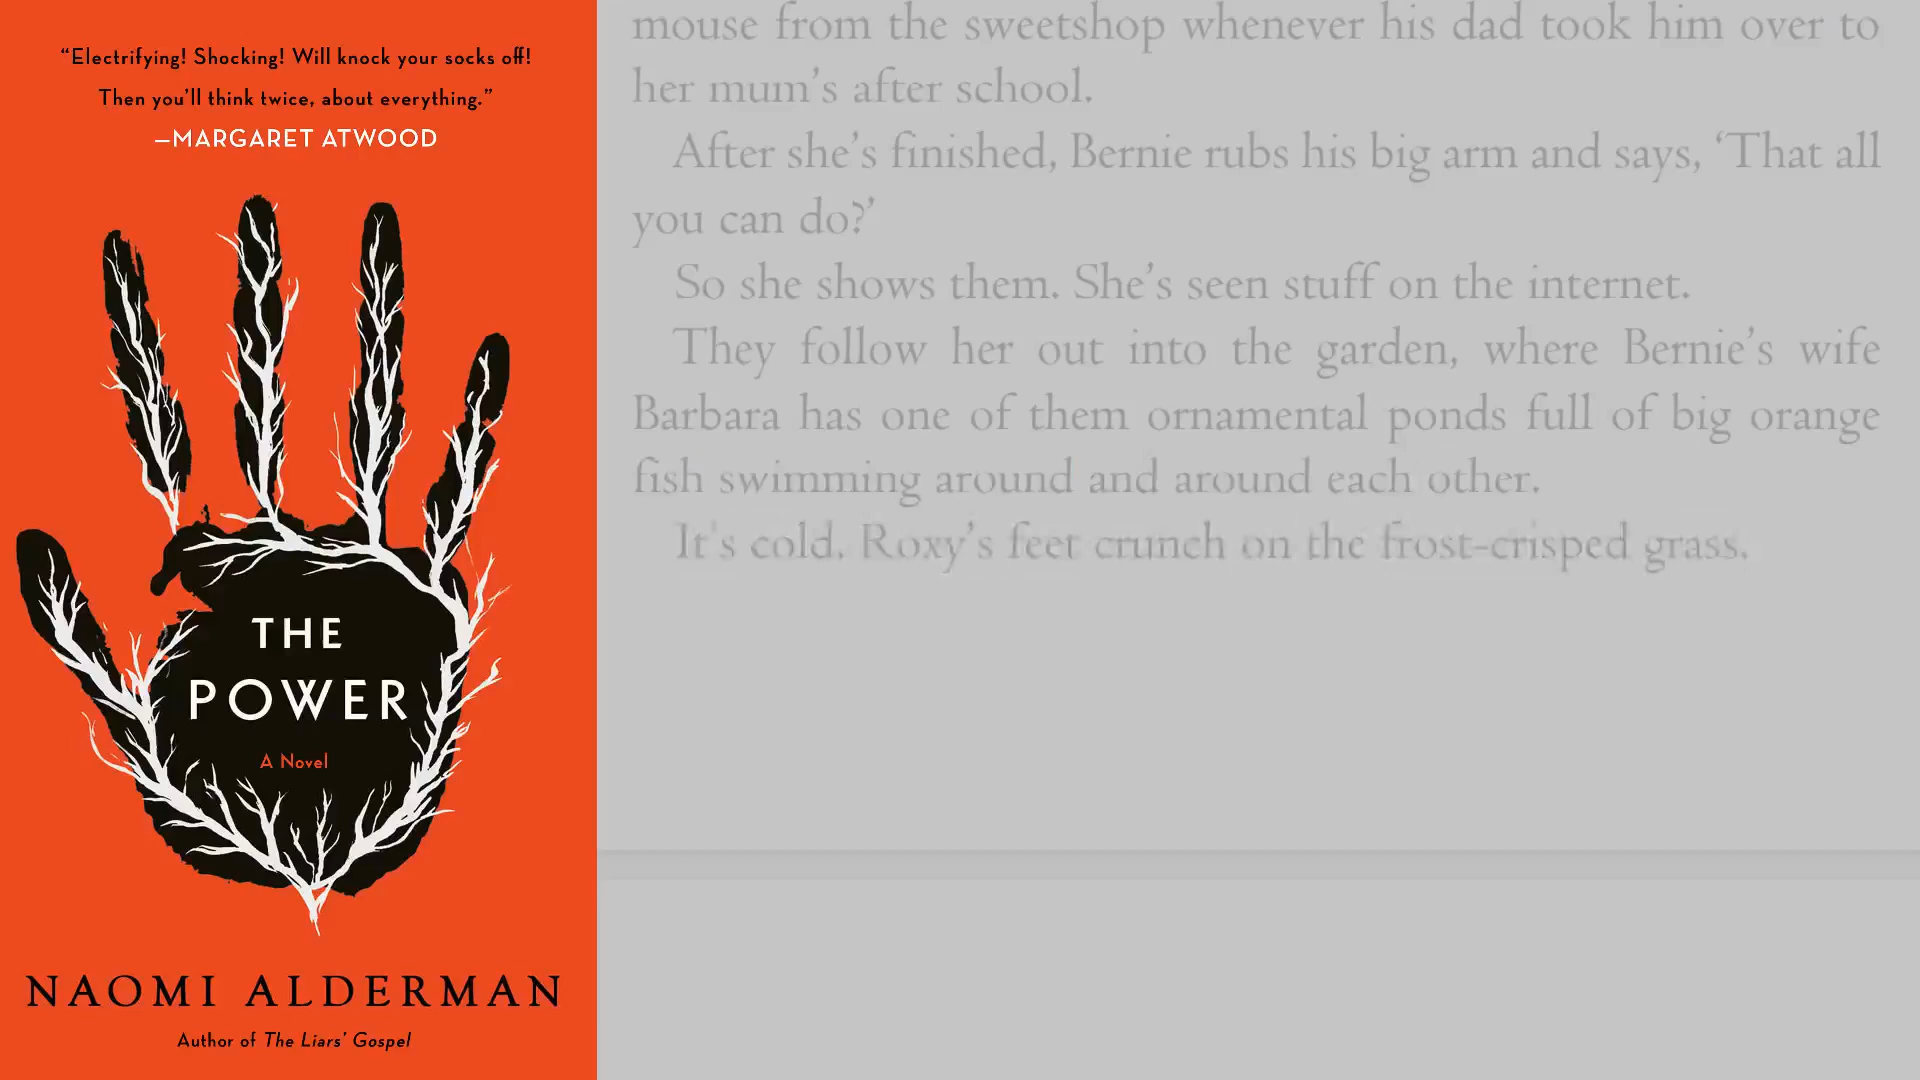 “Electrifying! Shocking! Will knock your socks off!
Then you’ll think twice, about everything.”
—MARGARET ATWOOD
THE
POWER
A Novel
NAOMI ALDERMAN
Author of The Liars’ Gospel
mouse from the sweetshop whenever his dad took him over to
her mum’s after school.
After she’s finished, Bernie rubs his big arm and says, ‘That all
you can do?’
So she shows them. She’s seen stuff on the internet.
They follow her out into the garden, where Bernie’s wife
Barbara has one of them ornamental ponds full of big orange
fish swimming around and around each other.
It’s cold. Roxy’s feet crunch on the frost-crisped grass.